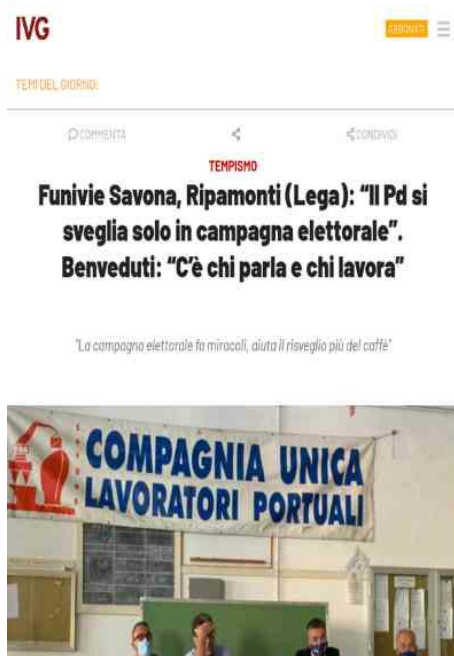 IVG
ABBONATI
TEMI DEL GIORNO:
COMMENTA
CONDIVIDI
TEMPISMO
Funivie Savona, Ripamonti (Lega): “Il Pd si
sveglia solo in campagna elettorale”.
Benveduti: “C’è chi parla e chi lavora”
"La campagna elettorale fa miracoli, aiuta il risveglio più del caffè"
COMPAGNIA UNICA
LAVORATORI PORTUALI